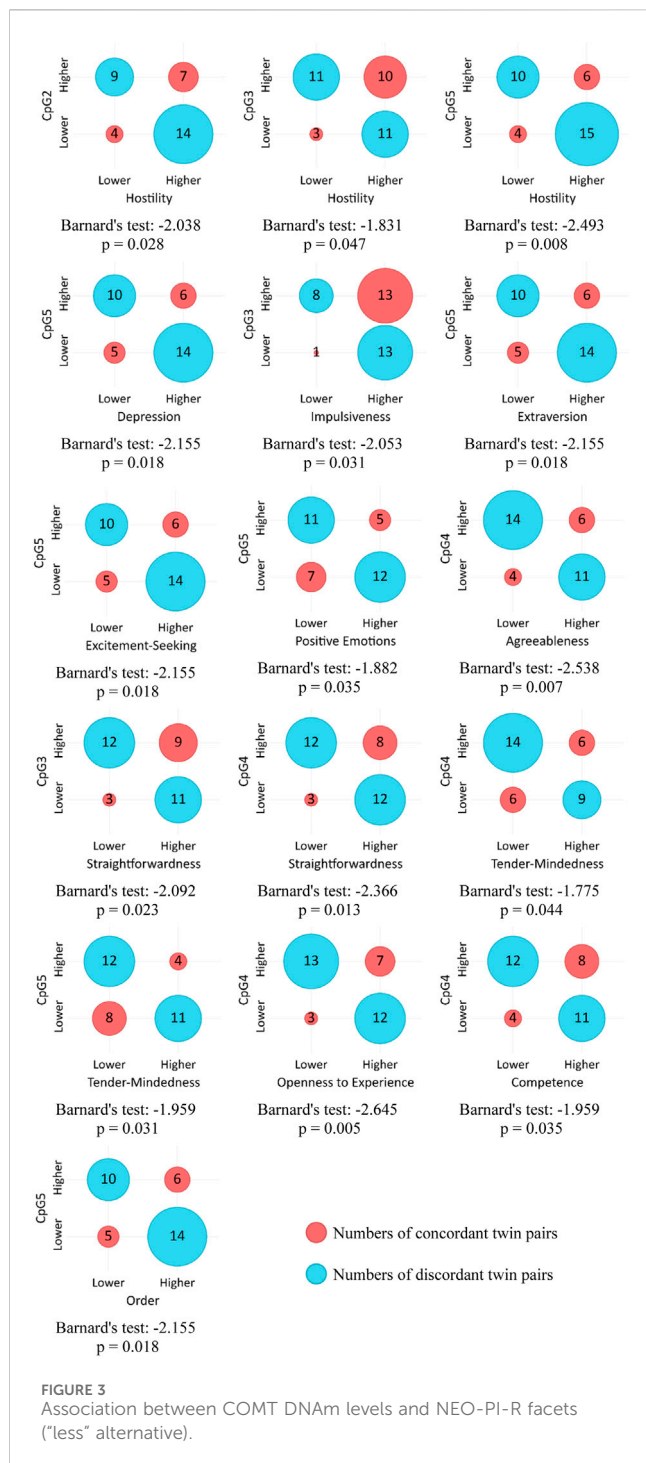 CpG2
Higher
Lower
9
7
4
14
Lower
Higher
Hostility
Barnard's test: -2.038
p = 0.028
CpG3
Higher
Lower
11
10
3
11
Lower
Higher
Hostility
Barnard's test: -1.831
p = 0.047
CpG5
Higher
Lower
10
6
4
15
Lower
Higher
Hostility
Barnard's test: -2.493
p = 0.008
CpG5
Higher
Lower
10
6
5
14
Lower
Higher
Depression
Barnard's test: -2.155
p = 0.018
CpG3
Higher
Lower
8
13
1
13
Lower
Higher
Impulsiveness
Barnard's test: -2.053
p = 0.031
CpG5
Higher
Lower
10
6
5
14
Lower
Higher
Extraversion
Barnard's test: -2.155
p = 0.018
CpG5
Higher
Lower
10
6
5
14
Lower
Higher
Excitement-Seeking
Barnard's test: -2.155
p = 0.018
CpG5
Higher
Lower
11
5
7
12
Lower
Higher
Positive Emotions
Barnard's test: -1.882
p = 0.035
CpG4
Higher
Lower
14
6
4
11
Lower
Higher
Agreeableness
Barnard's test: -2.538
p = 0.007
CpG3
Higher
Lower
12
9
3
11
Lower
Higher
Straightforwardness
Barnard's test: -2.092
p = 0.023
CpG4
Higher
Lower
12
8
3
12
Lower
Higher
Straightforwardness
Barnard's test: -2.366
p = 0.013
CpG4
Higher
Lower
14
6
6
9
Lower
Higher
Tender-Mindedness
Barnard's test: -1.775
p = 0.044
CpG5
Higher
Lower
12
4
8
11
Lower
Higher
Tender-Mindedness
Barnard's test: -1.959
p = 0.031
CpG4
Higher
Lower
13
7
3
12
Lower
Higher
Openness to Experience
Barnard's test: -2.645
p = 0.005
CpG4
Higher
Lower
12
8
4
11
Lower
Higher
Competence
Barnard's test: -1.959
p = 0.035
CpG5
Higher
Lower
10
6
5
14
Lower
Higher
Order
Barnard's test: -2.155
p = 0.018
Numbers of concordant twin pairs
Numbers of discordant twin pairs
FIGURE 3
Association between COMT DNAm levels and NEO-PI-R facets
("less" alternative).